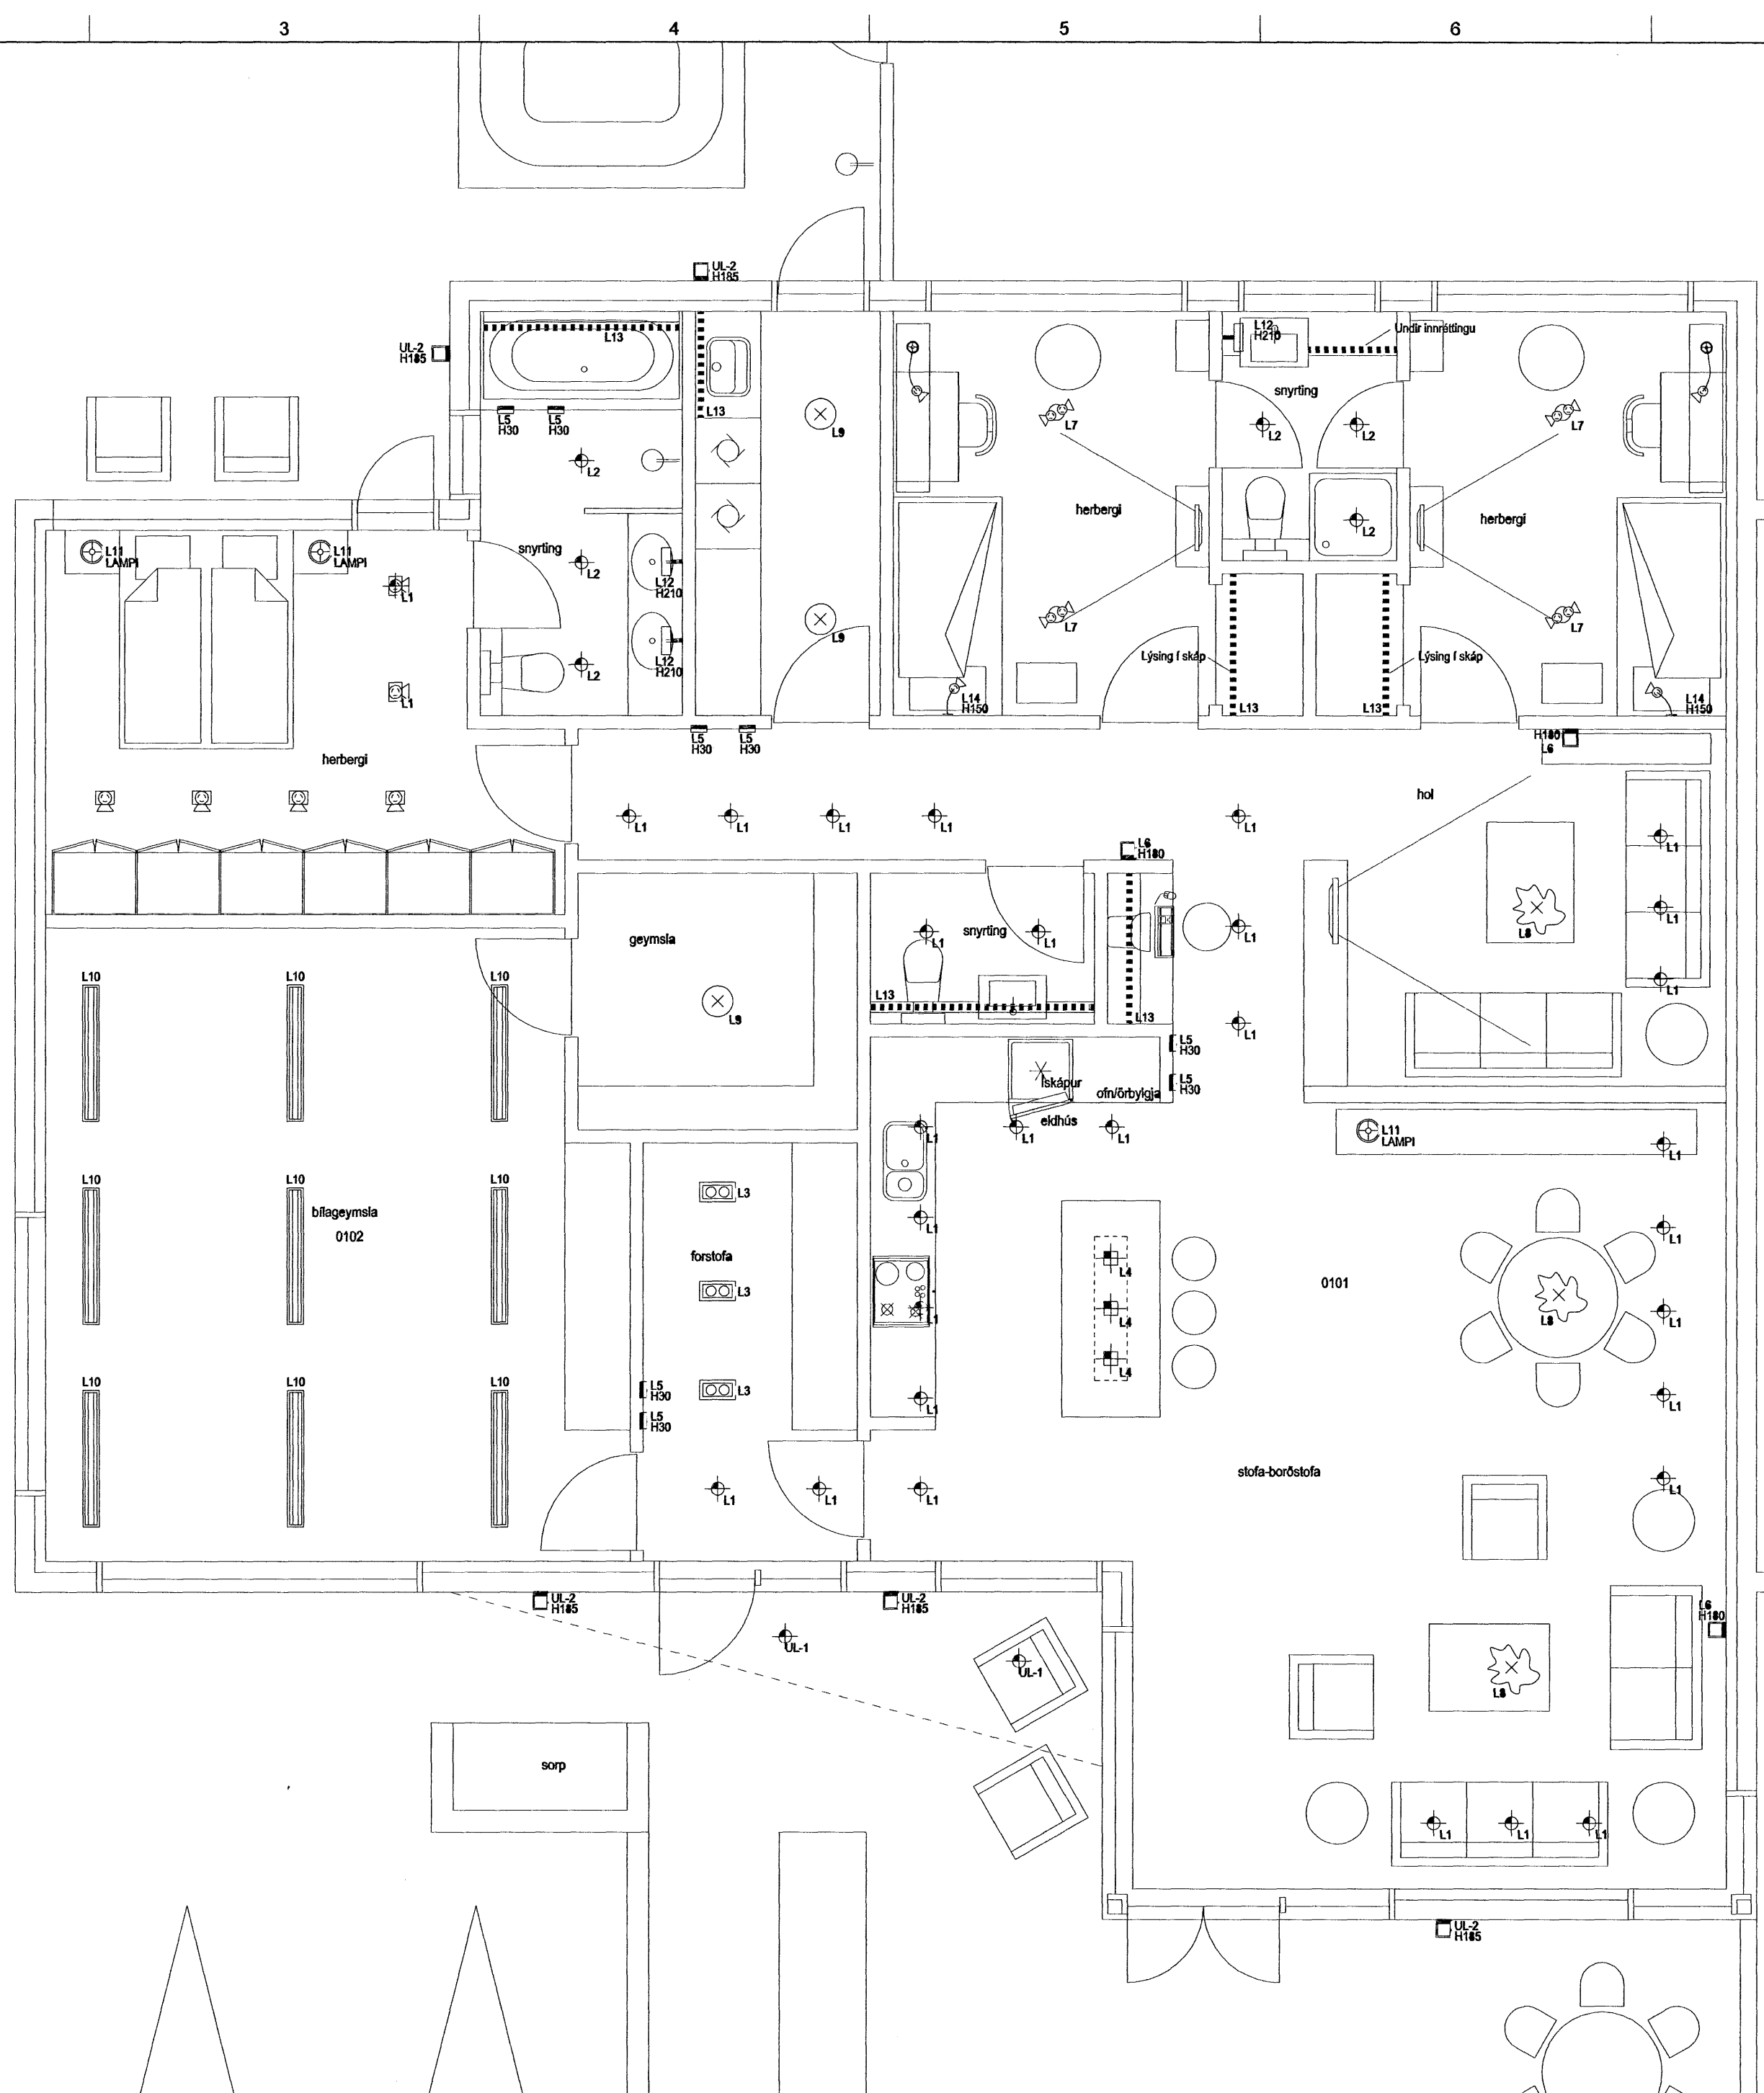 3 4 5 6
UL-2
H185
UL-2
H185
L13
L13
L12
H210
Undir innréttingu
snyrting
L5
H30
L5
H30
L9
L7
L2
L2
L7
L2
herbergi
herbergi
L2
L11
LAMPI
L11
LAMPI
snyrting
L2
L12
H210
L1
L9
L7
L7
L12
H210
L2
Lýsing í skáp
Lýsing í skáp
L1
L14
H150
L13
L13
L14
H150
L5
H30
L5
H30
H180
L6
herbergi
hol
L1
L1
L1
L1
L1
L1
L6
H180
L1
L8
snyrting
L1
L1
L1
geymsla
L10
L10
L10
L1
L13
L13
L9
L1
L5
H30
L5
H30
ískápur
ofn/örbylgja
eldhús
L1
L1
L1
L11
LAMPI
L1
L10
L10
L10
L3
bílageymsla
0102
L1
L1
forstofa
L4
0101
L3
L1
L4
L8
L1
L4
L10
L10
L10
L5
H30
L3
L1
L1
L5
H30
stofa-borðstofa
L1
L1
L1
L1
UL-2
H185
UL-2
H185
L6
H180
UL-1
UL-1
L8
sorp
L1
L1
L1
UL-2
H185